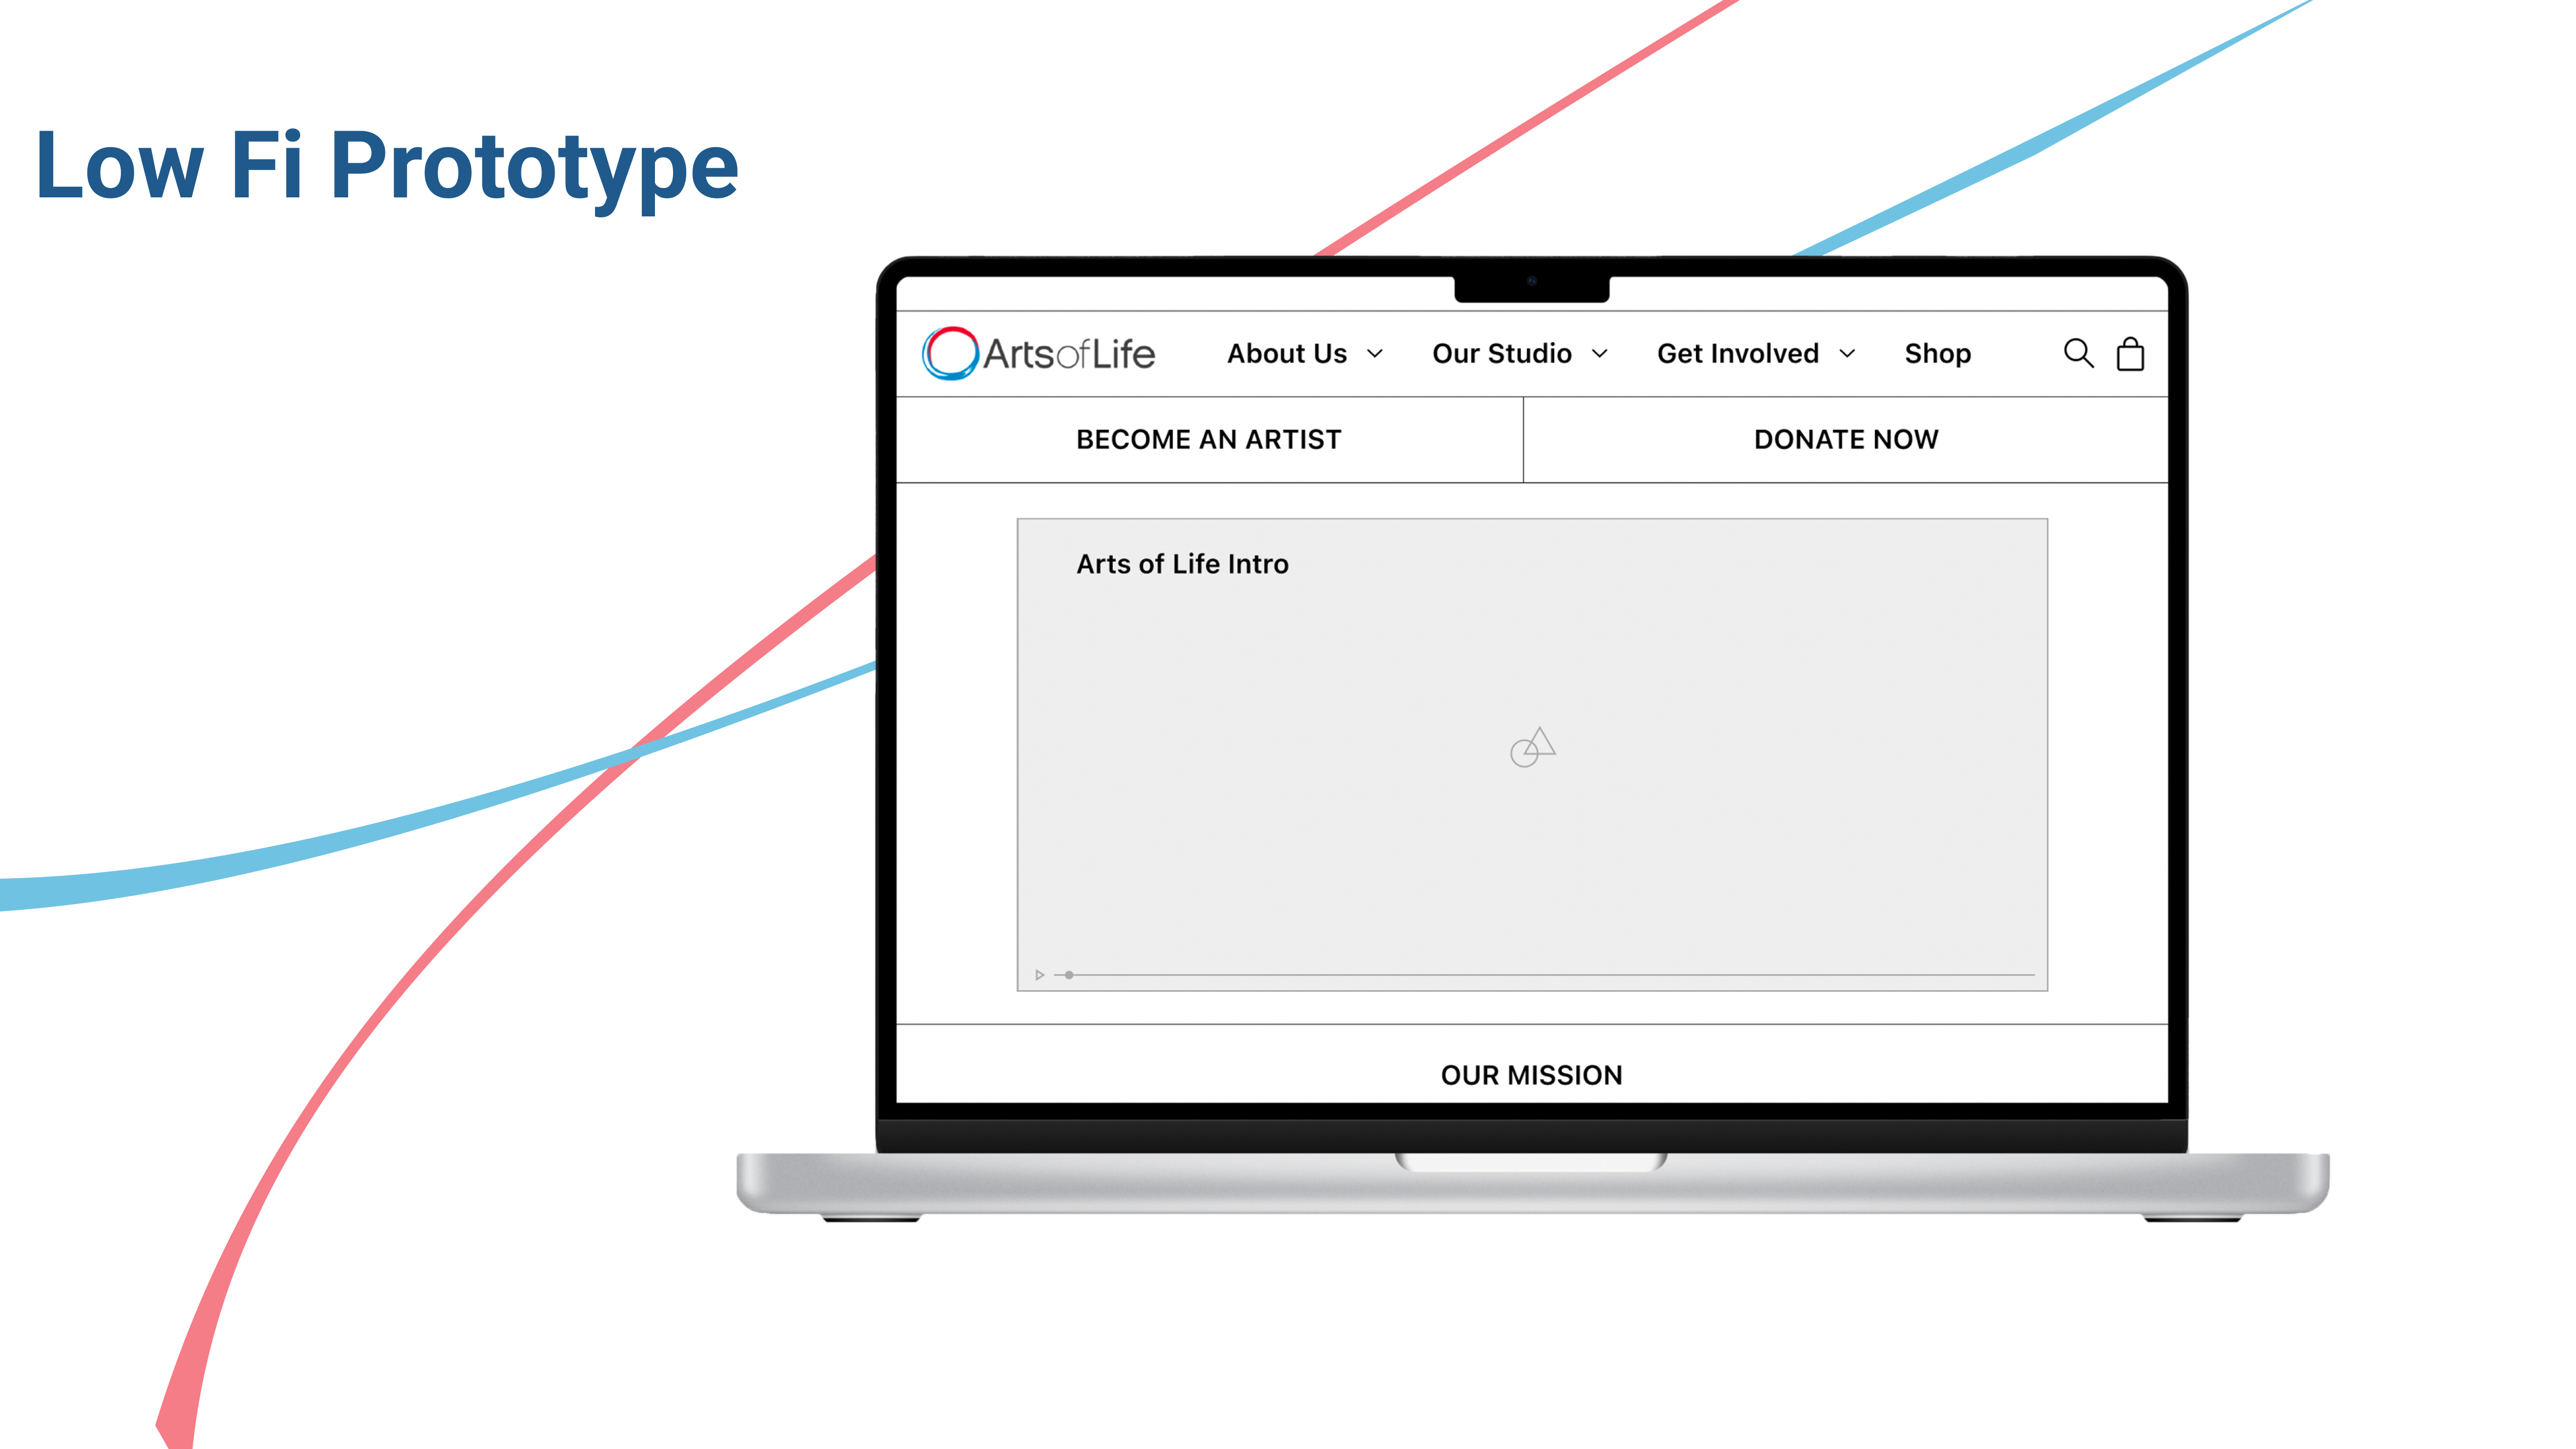 Low Fi Prototype
ArtsofLife About Us Our Studio Get Involved Shop
BECOME AN ARTIST DONATE NOW
Arts of Life Intro
OUR MISSION